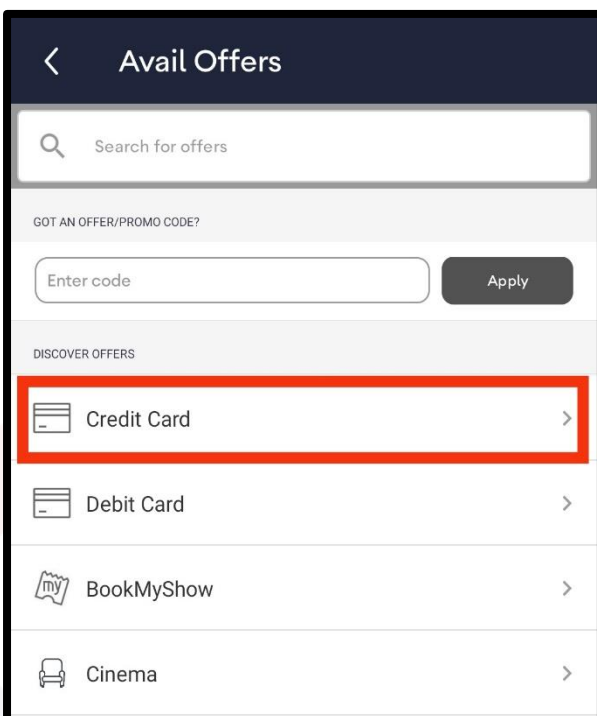 Avail Offers
Search for offers
GOT AN OFFER/PROMO CODE?
Enter code
Apply
DISCOVER OFFERS
Credit Card
Debit Card
my
BookMyShow
Cinema